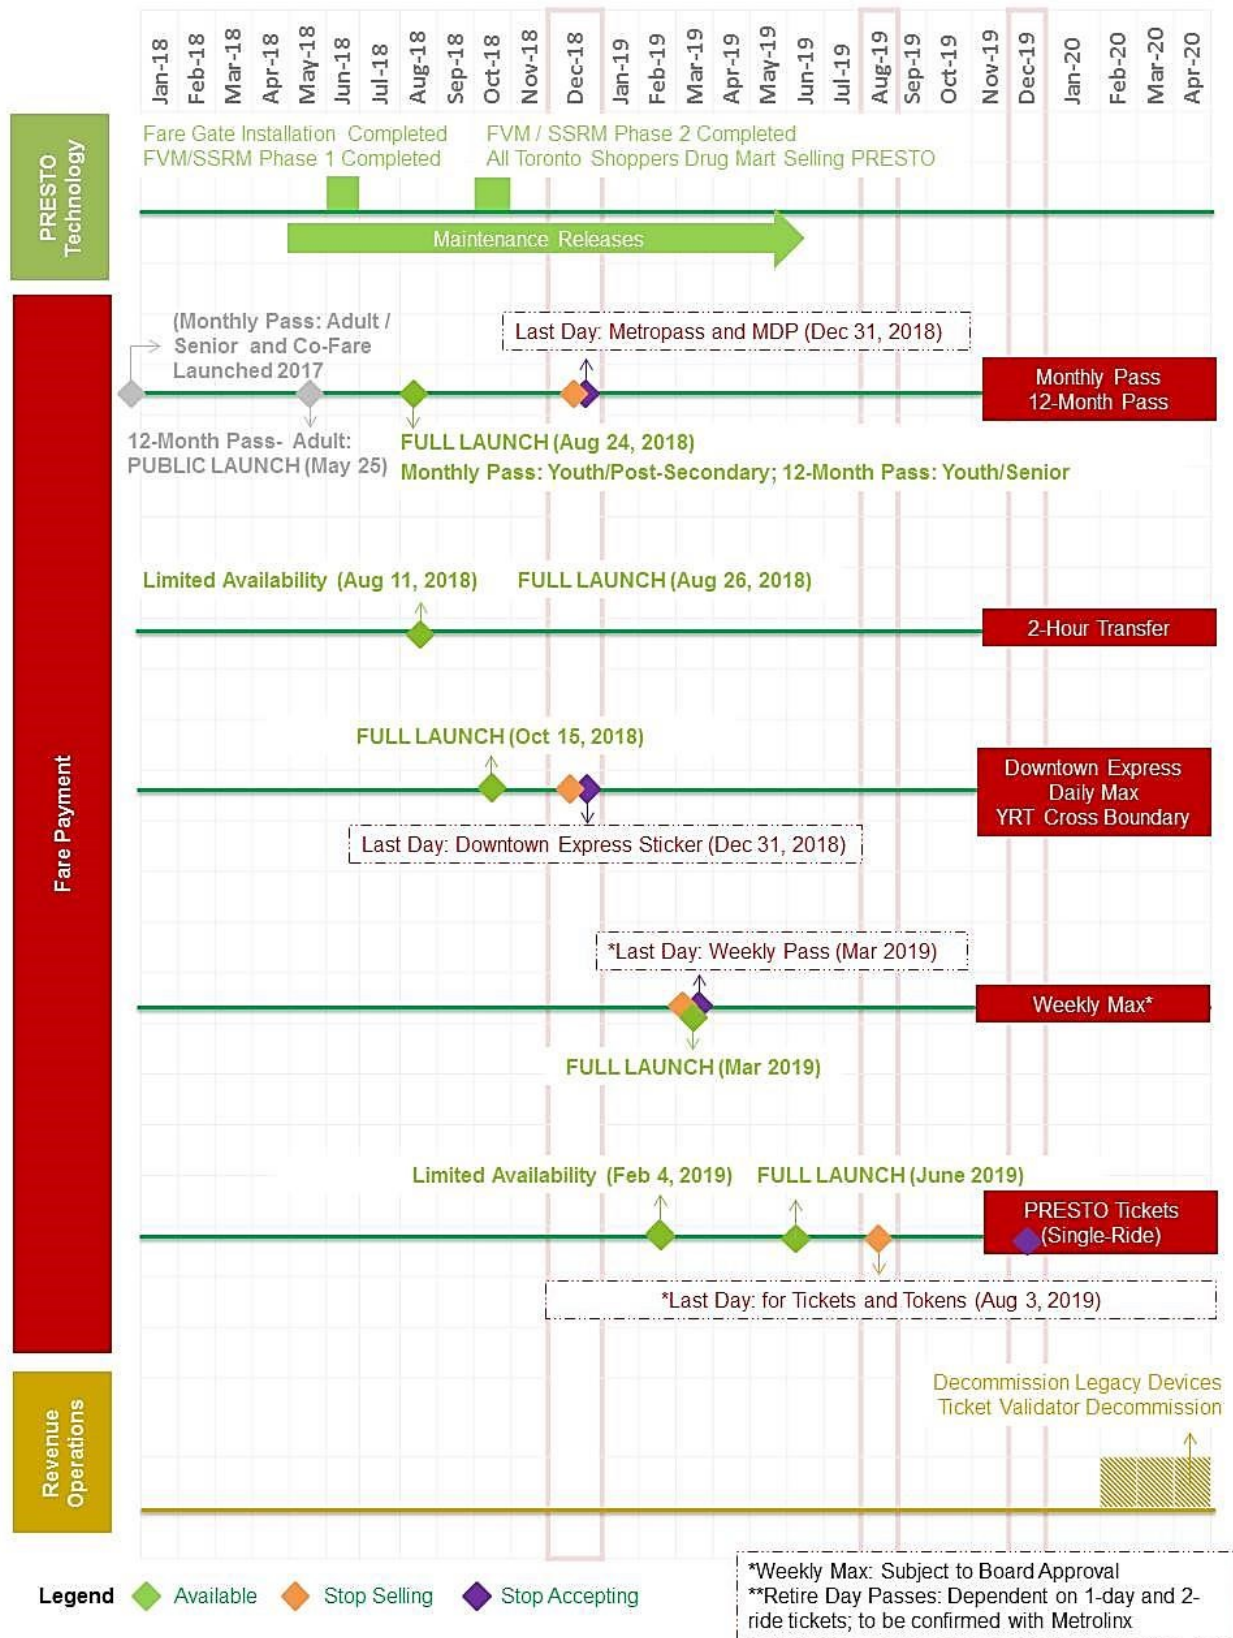 Jan-18 Feb-18 Mar-18 Apr-18 May-18 Jun-18 Jul-18 Aug-18 Sep-18 Oct-18 Nov-18 Dec-18 Jan-19 Feb-19 Mar-19 Apr-19 May-19 Jun-19 Jul-19 Aug-19 Sep-19 Oct-19 Nov-19 Dec-19 Jan-20 Feb-20 Mar-20 Apr-20
PRESTO
Technology
Fare Gate Installation Completed
FVM/SSRM Phase 1 Completed
FVM / SSRM Phase 2 Completed
All Toronto Shoppers Drug Mart Selling PRESTO
Maintenance Releases
Fare Payment
(Monthly Pass: Adult /
Senior and Co-Fare
Launched 2017
Last Day: Metropass and MDP (Dec 31, 2018)
Monthly Pass
12-Month Pass
12-Month Pass- Adult:
PUBLIC LAUNCH (May 25)
FULL LAUNCH (Aug 24, 2018)
Monthly Pass: Youth/Post-Secondary; 12-Month Pass: Youth/Senior
Limited Availability (Aug 11, 2018)
FULL LAUNCH (Aug 26, 2018)
2-Hour Transfer
FULL LAUNCH (Oct 15, 2018)
Downtown Express
Daily Max
YRT Cross Boundary
Last Day: Downtown Express Sticker (Dec 31, 2018)
*Last Day: Weekly Pass (Mar 2019)
Weekly Max*
FULL LAUNCH (Mar 2019)
Limited Availability (Feb 4, 2019)
FULL LAUNCH (June 2019)
PRESTO Tickets
(Single-Ride)
*Last Day: for Tickets and Tokens (Aug 3, 2019)
Revenue
Operations
Decommission Legacy Devices
Ticket Validator Decommission
Legend
Available
Stop Selling
Stop Accepting
*Weekly Max: Subject to Board Approval
**Retire Day Passes: Dependent on 1-day and 2-
ride tickets; to be confirmed with Metrolinx